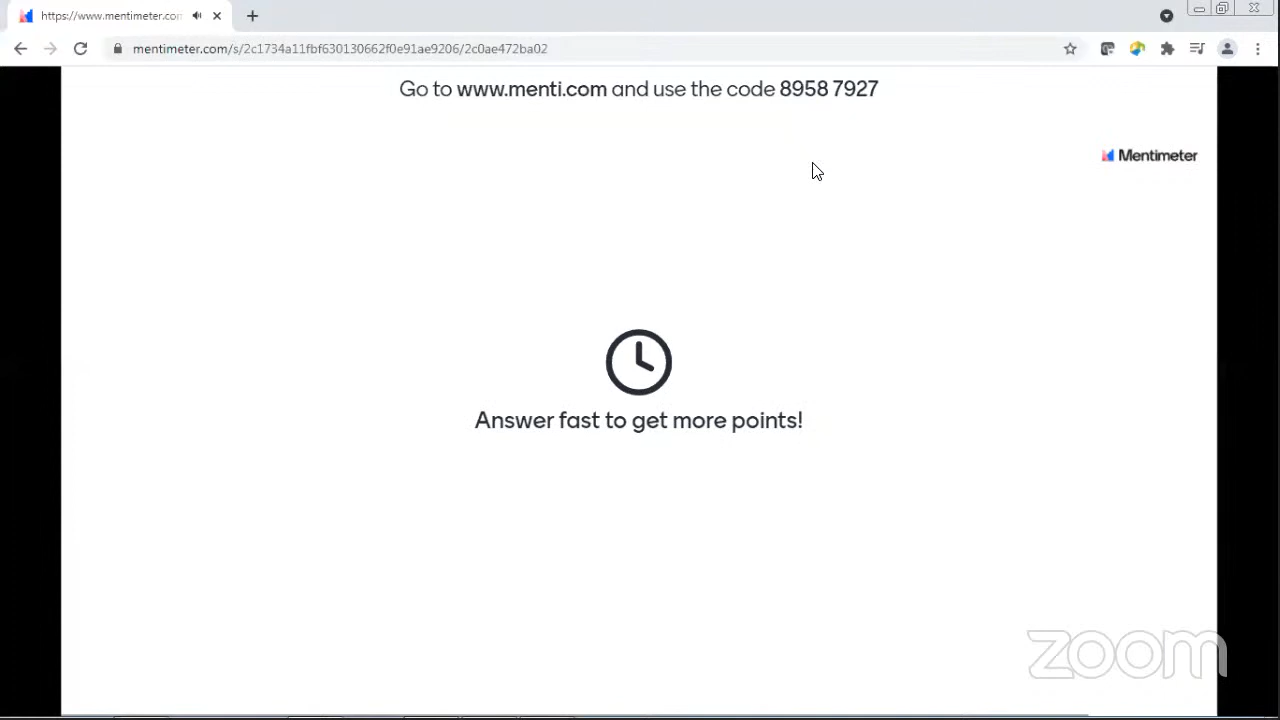 https://www.mentimeter.con
mentimeter.com/s/2c1734a11fbf630130662f0e91ae9206/2c0ae472ba02
Go to www.menti.com and use the code 8958 7927
Mentimeter
Answer fast to get more points!
zoom